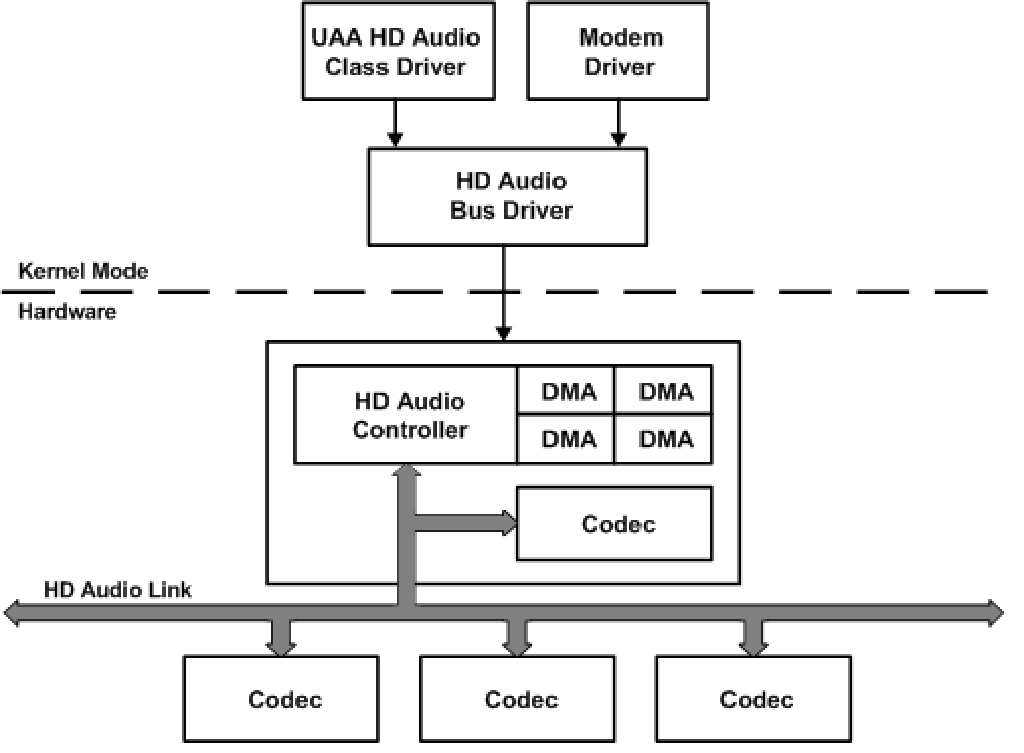 UAA HD Audio
Class Driver
Modem
Driver
HD Audio
Bus Driver
Kernel Mode
Hardware
HD Audio
Controller
DMA
DMA
DMA
DMA
Codec
HD Audio Link
Codec
Codec
Codec